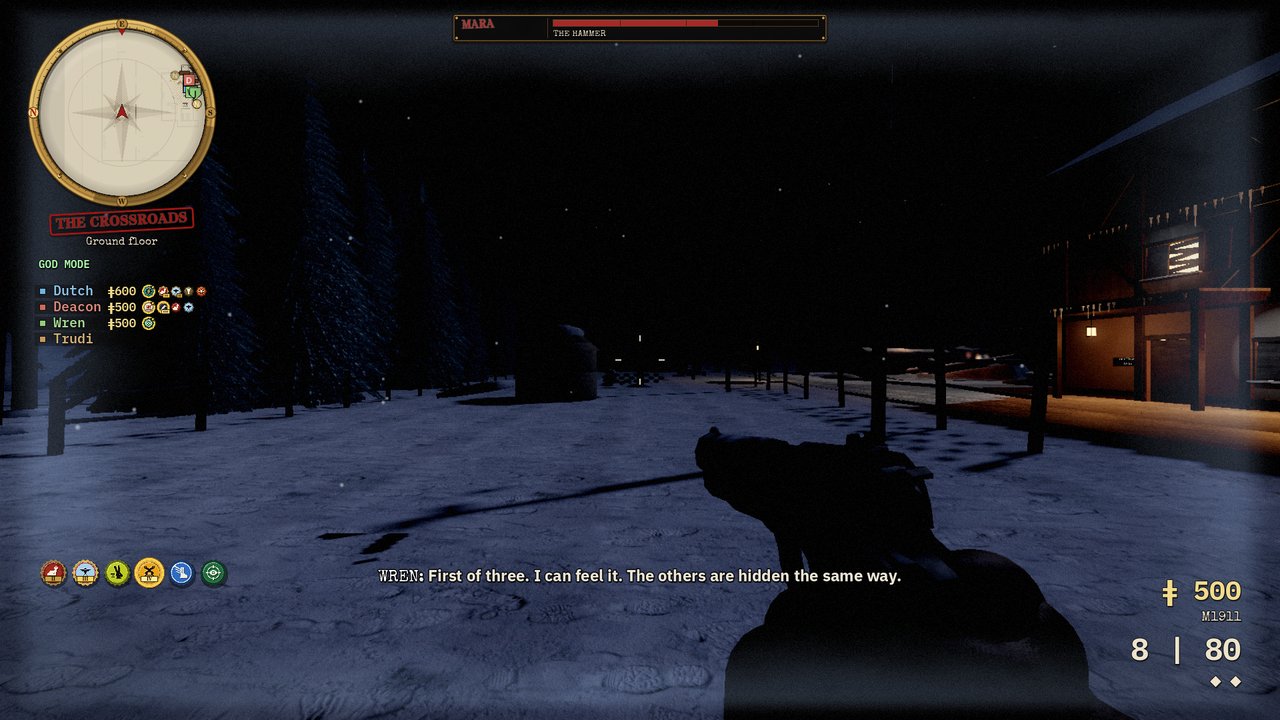 MARA
THE HAMMER
E
N
S
W
D
THE CROSSROADS
Ground floor
GOD MODE
Dutch ‡600
Deacon ‡500
Wren ‡500
Trudi
WREN: First of three. I can feel it. The others are hidden the same way.
‡ 500
M1911
8 | 80